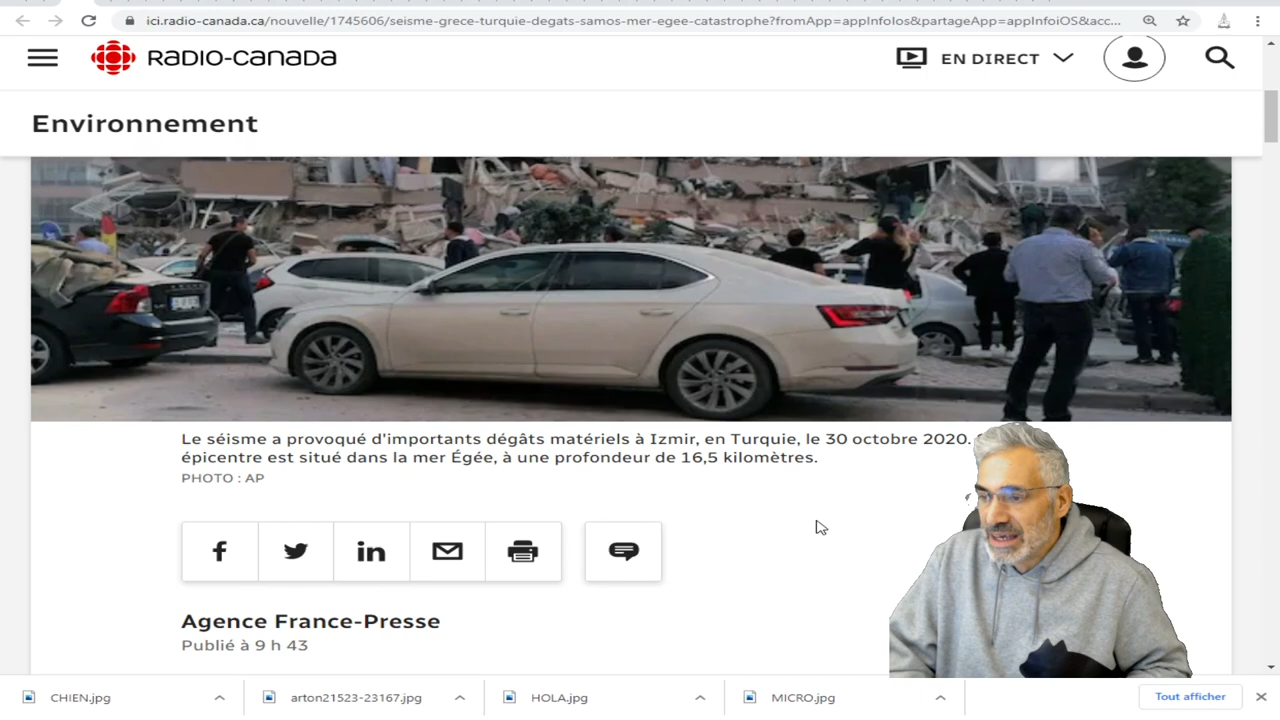 ici.radio-canada.ca/nouvelle/1745606/seisme-grece-turquie-degats-samos-mer-egee-catastrophe?fromApp=appInfoIos&partageApp=appInfoiOS&acc...
RADIO-CANADA
EN DIRECT
Environnement
Le séisme a provoqué d'importants dégâts matériels à Izmir, en Turquie, le 30 octobre 2020.
épicentre est situé dans la mer Égée, à une profondeur de 16,5 kilomètres.
PHOTO : AP
Agence France-Presse
Publié à 9 h 43
CHIEN.jpg
arton21523-23167.jpg
HOLA.jpg
MICRO.jpg
Tout afficher